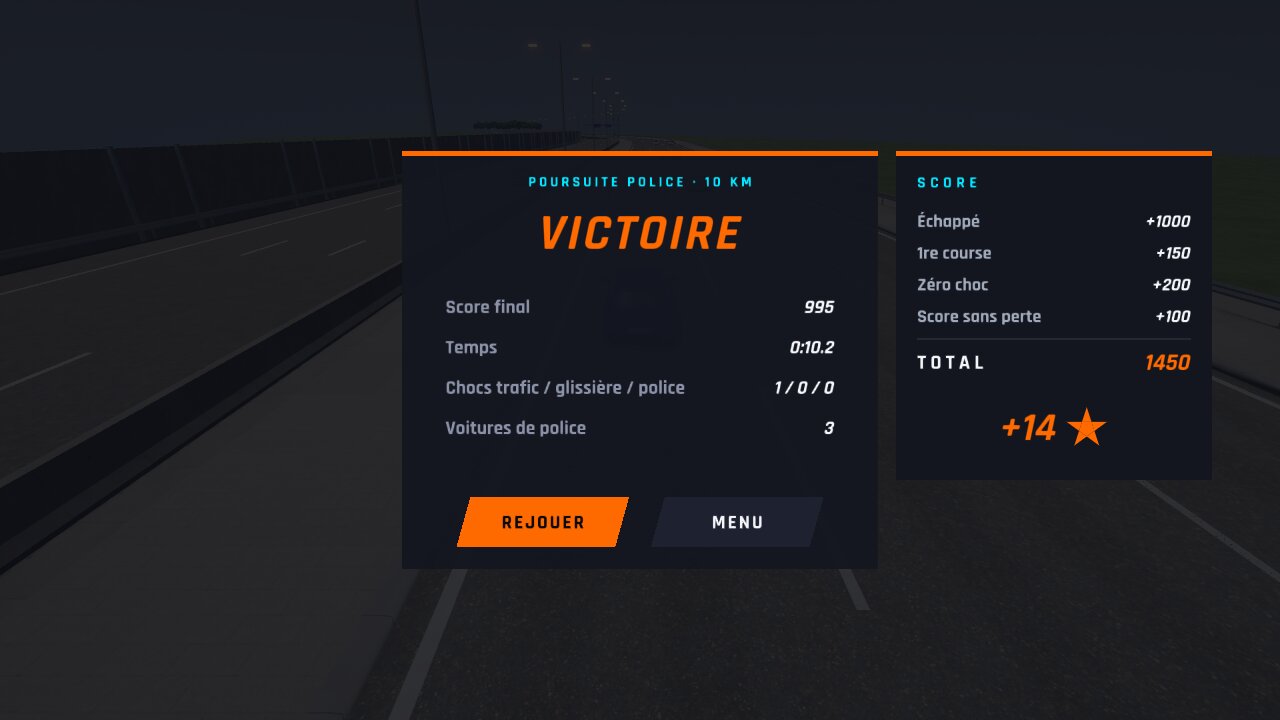 POURSUITE POLICE · 10 KM
VICTOIRE
Score final 995
Temps 0:10.2
Chocs trafic / glissière / police 1 / 0 / 0
Voitures de police 3
REJOUER MENU
SCORE
Échappé +1000
1re course +150
Zéro choc +200
Score sans perte +100
TOTAL 1450
+14 ★